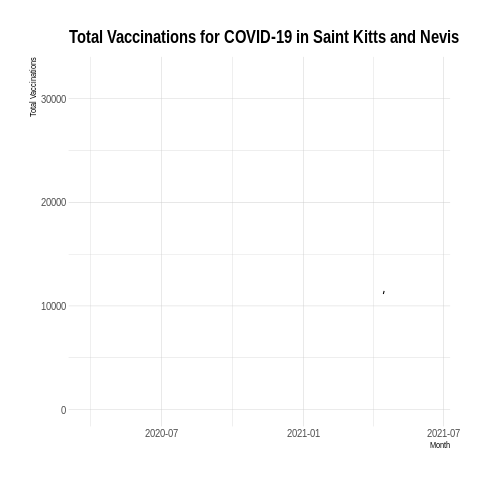 Total Vaccinations for COVID-19 in Saint Kitts and Nevis
Total Vaccinations
30000
20000
10000
0
2020-07 2021-01 2021-07
Month